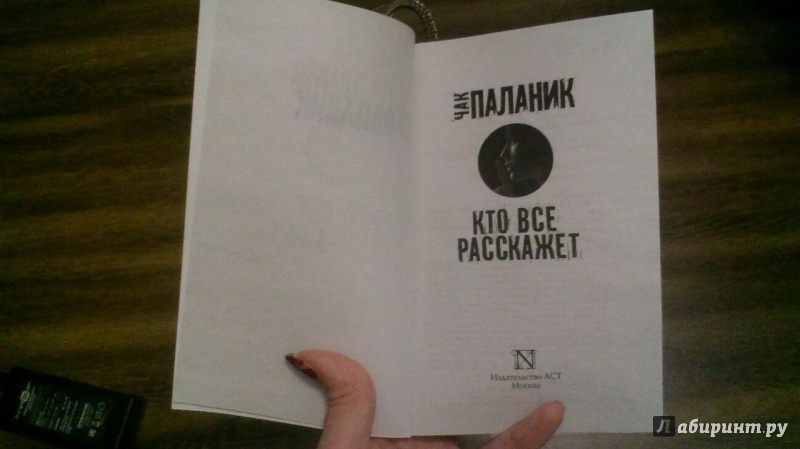 ЧАК ПАЛАНИК
КТО ВСЕ
РАССКАЖЕТ
N
Издательство АСТ
Москва
Лабиринт.ру